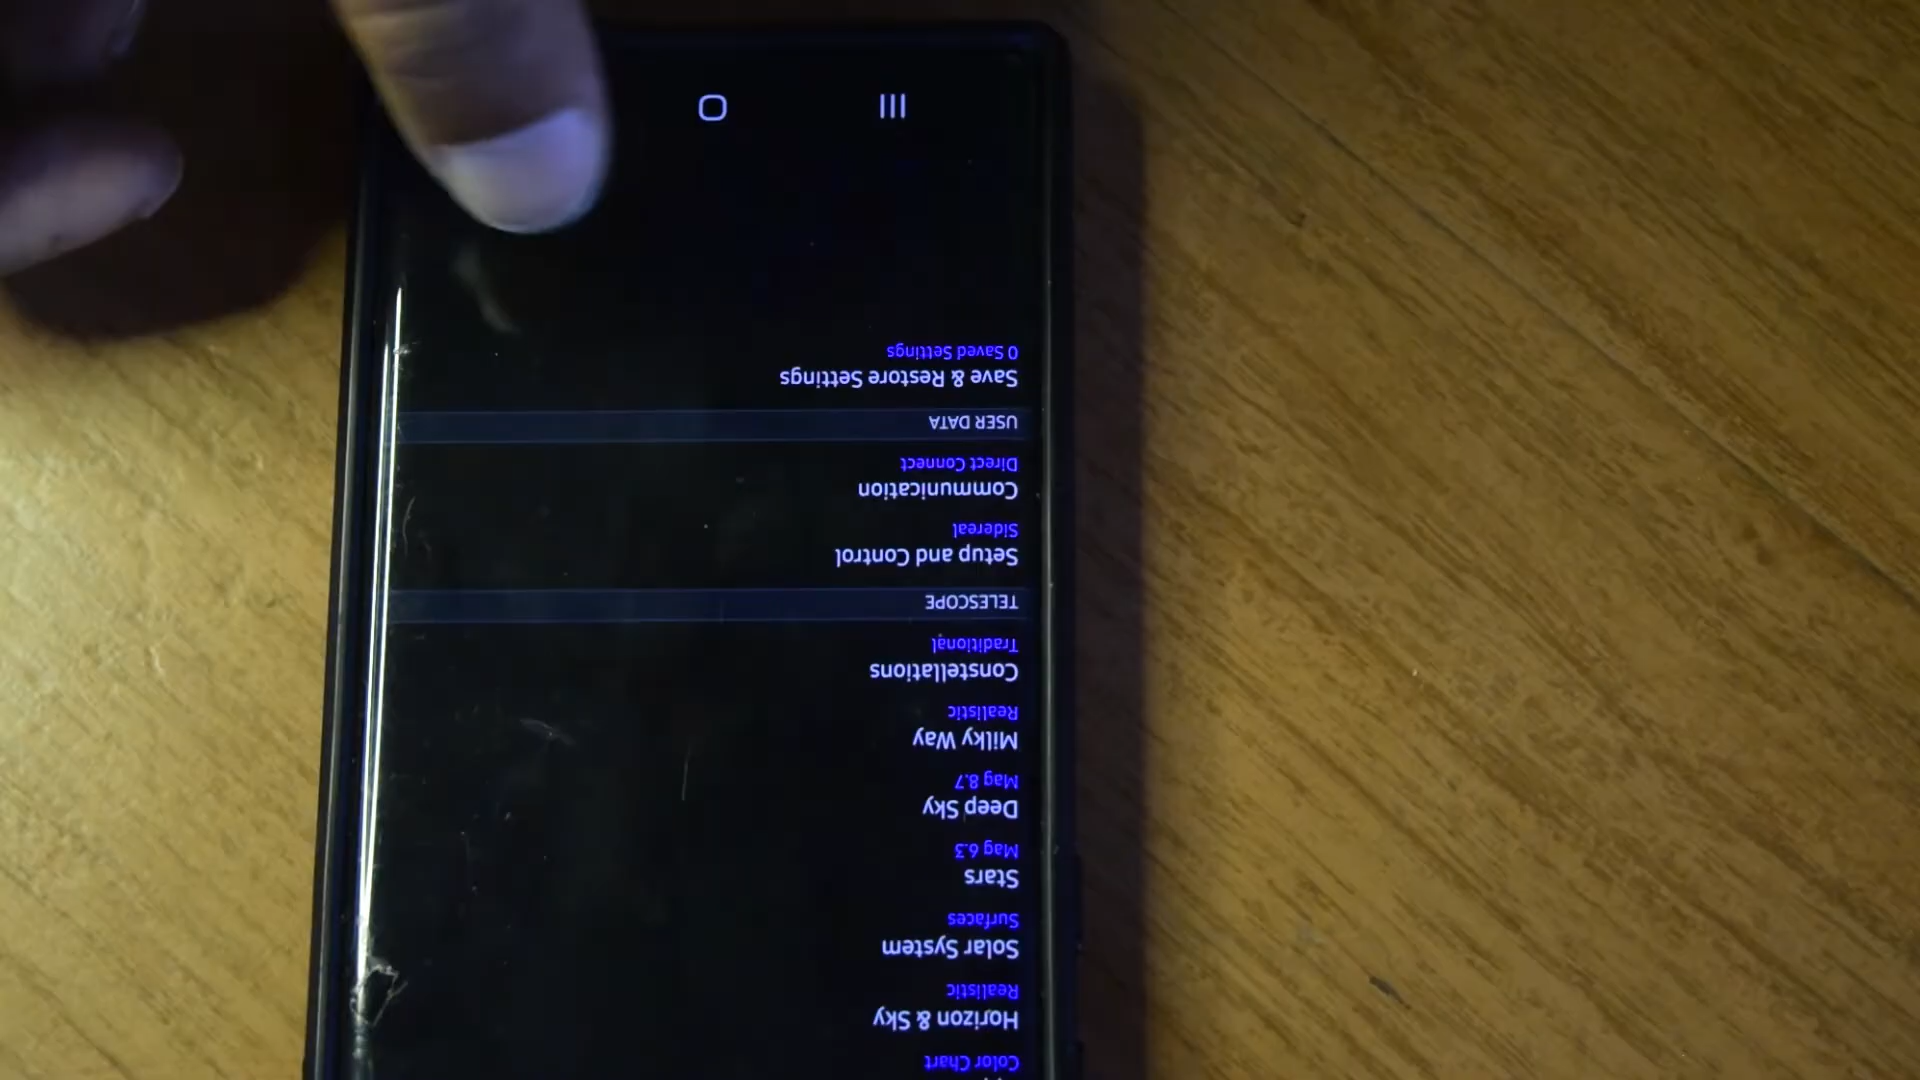 Color Chart
Horizon & Sky
Realistic
Solar System
Surfaces
Stars
Mag 6.3
Deep Sky
Mag 8.7
Milky Way
Realistic
Constellations
Traditional
TELESCOPE
Setup and Control
Sidereal
Communication
Direct Connect
USER DATA
Save & Restore Settings
0 Saved Settings